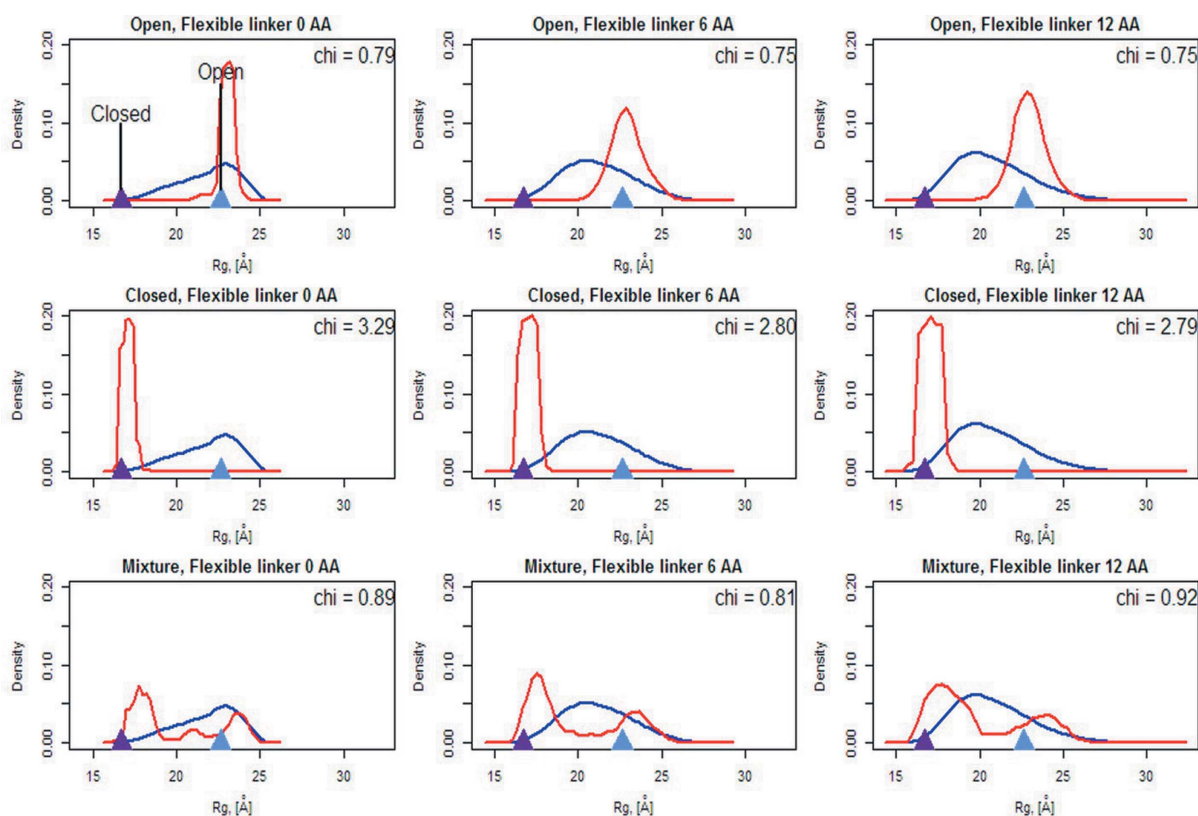 Open, Flexible linker 0 AA
chi = 0.79
Open
Closed
Density
0.00 0.10 0.20
15 20 25 30
Rg, [Å]
Open, Flexible linker 6 AA
chi = 0.75
Density
0.00 0.10 0.20
15 20 25 30
Rg, [Å]
Open, Flexible linker 12 AA
chi = 0.75
Density
0.00 0.10 0.20
15 20 25 30
Rg, [Å]
Closed, Flexible linker 0 AA
chi = 3.29
Density
0.00 0.10 0.20
15 20 25 30
Rg, [Å]
Closed, Flexible linker 6 AA
chi = 2.80
Density
0.00 0.10 0.20
15 20 25 30
Rg, [Å]
Closed, Flexible linker 12 AA
chi = 2.79
Density
0.00 0.10 0.20
15 20 25 30
Rg, [Å]
Mixture, Flexible linker 0 AA
chi = 0.89
Density
0.00 0.10 0.20
15 20 25 30
Rg, [Å]
Mixture, Flexible linker 6 AA
chi = 0.81
Density
0.00 0.10 0.20
15 20 25 30
Rg, [Å]
Mixture, Flexible linker 12 AA
chi = 0.92
Density
0.00 0.10 0.20
15 20 25 30
Rg, [Å]